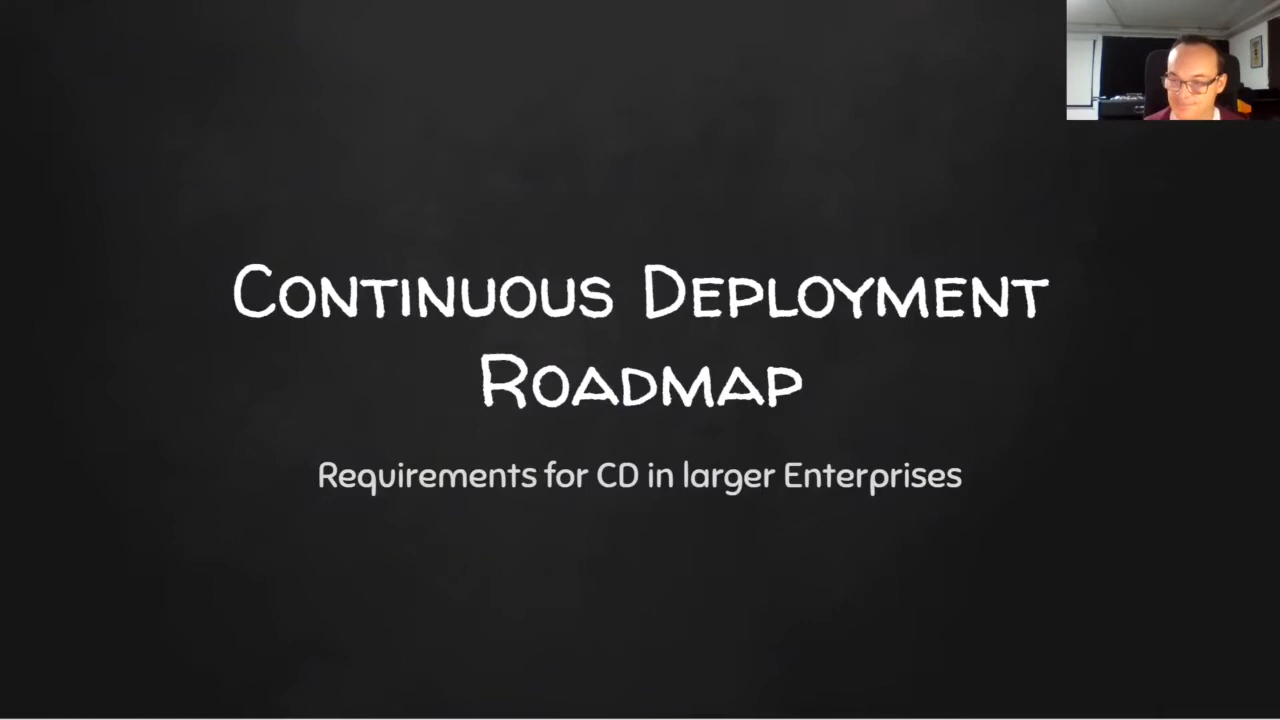 Continuous Deployment
Roadmap
Requirements for CD in larger Enterprises